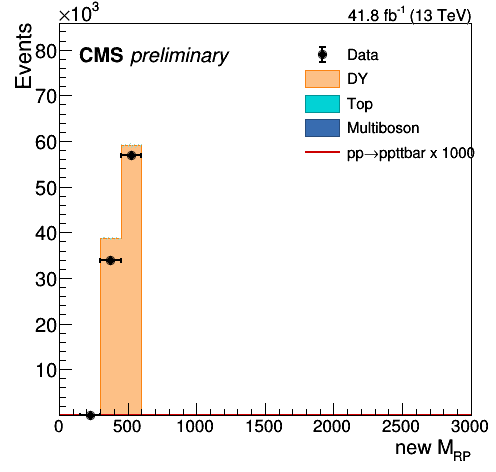 ×10³
41.8 fb⁻¹ (13 TeV)
Events
CMS preliminary
Data
DY
Top
Multiboson
pp→ppttbar x 1000
80
70
60
50
40
30
20
10
0 500 1000 1500 2000 2500 3000
new M_RP